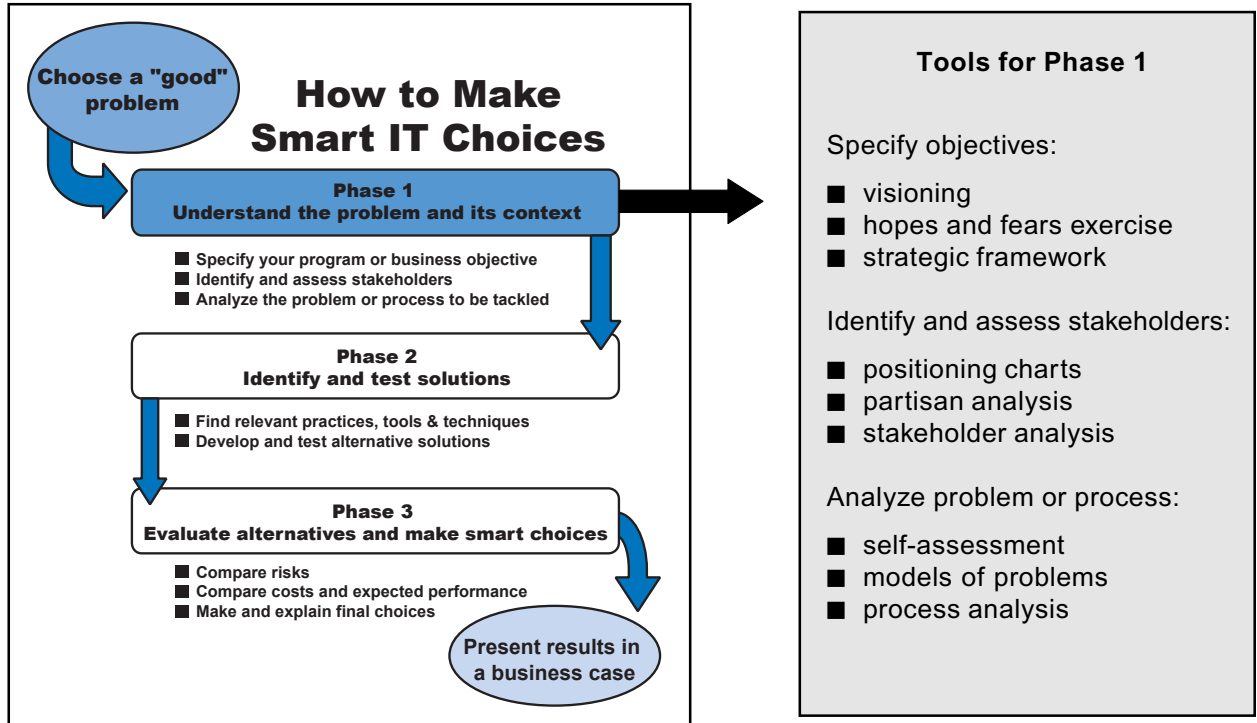 Choose a "good"
problem
How to Make
Smart IT Choices
Phase 1
Understand the problem and its context
■ Specify your program or business objective
■ Identify and assess stakeholders
■ Analyze the problem or process to be tackled
Phase 2
Identify and test solutions
■ Find relevant practices, tools & techniques
■ Develop and test alternative solutions
Phase 3
Evaluate alternatives and make smart choices
■ Compare risks
■ Compare costs and expected performance
■ Make and explain final choices
Present results in
a business case
Tools for Phase 1
Specify objectives:
■ visioning
■ hopes and fears exercise
■ strategic framework
Identify and assess stakeholders:
■ positioning charts
■ partisan analysis
■ stakeholder analysis
Analyze problem or process:
■ self-assessment
■ models of problems
■ process analysis